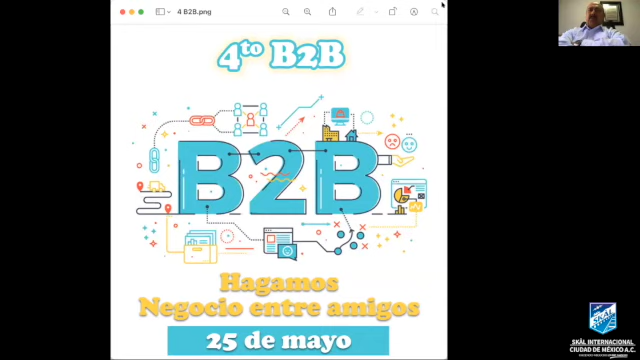 4 B2B.png
4to B2B
B2B
Hagamos
Negocio entre amigos
25 de mayo
SKÅL INTERNACIONAL
CIUDAD DE MÉXICO A.C.